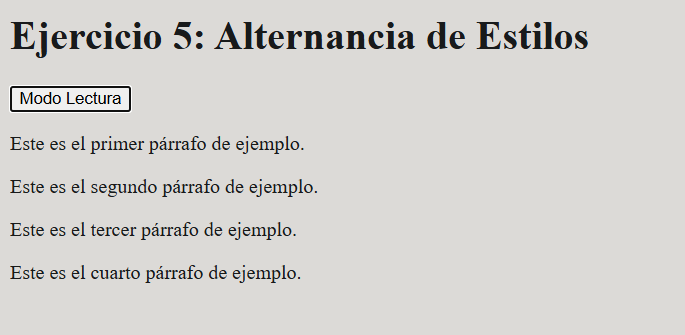 Ejercicio 5: Alternancia de Estilos
Modo Lectura
Este es el primer párrafo de ejemplo.
Este es el segundo párrafo de ejemplo.
Este es el tercer párrafo de ejemplo.
Este es el cuarto párrafo de ejemplo.